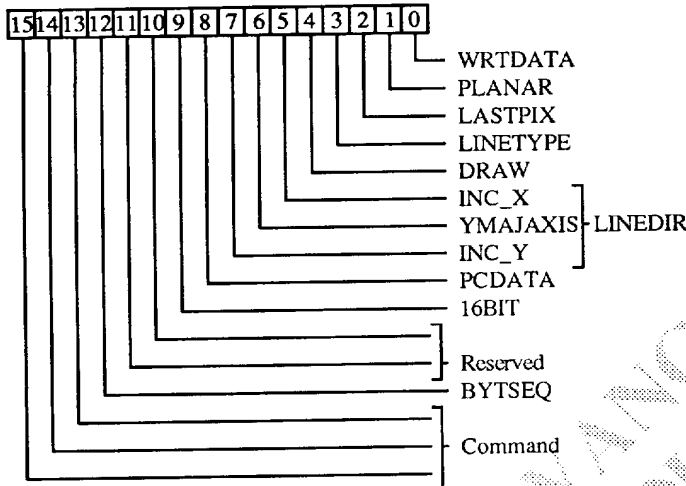 15 14 13 12 11 10 9 8 7 6 5 4 3 2 1 0
WRTDATA
PLANAR
LASTPIX
LINETYPE
DRAW
INC_X
YMAJAXIS LINEDIR
INC_Y
PCDATA
16BIT
Reserved
BYTSEQ
Command